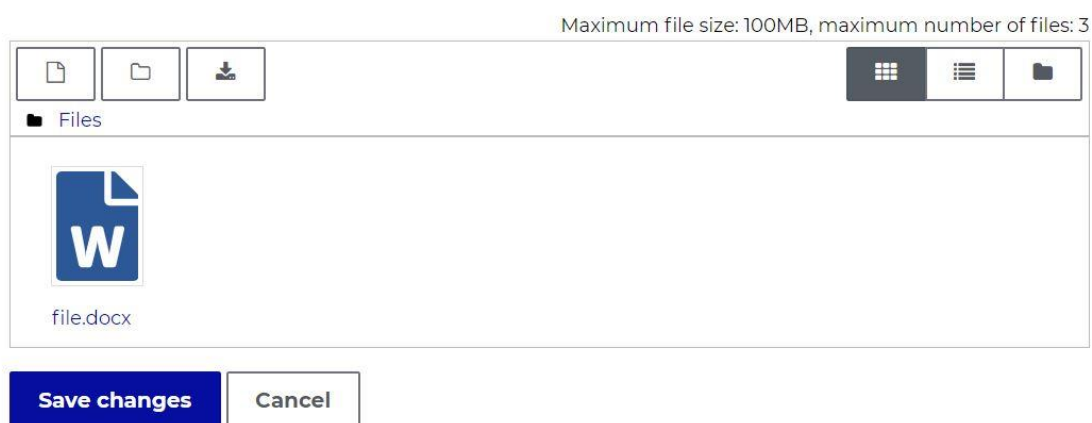 Maximum file size: 100MB, maximum number of files: 3
Files
W
file.docx
Save changes Cancel